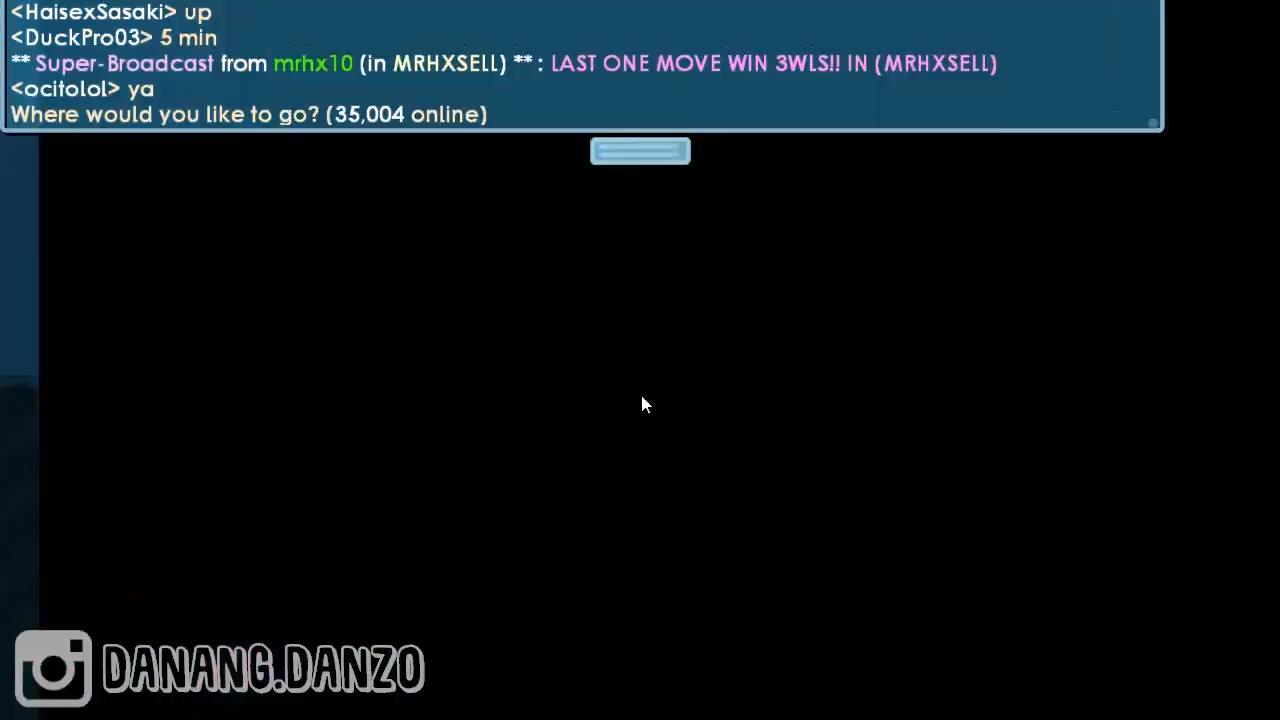 <HaisexSasaki> up
<DuckPro03> 5 min
** Super-Broadcast from mrhx10 (in MRHXSELL) ** : LAST ONE MOVE WIN 3WLS!! IN (MRHXSELL)
<ocitolol> ya
Where would you like to go? (35,004 online)
DANANG.DANZO